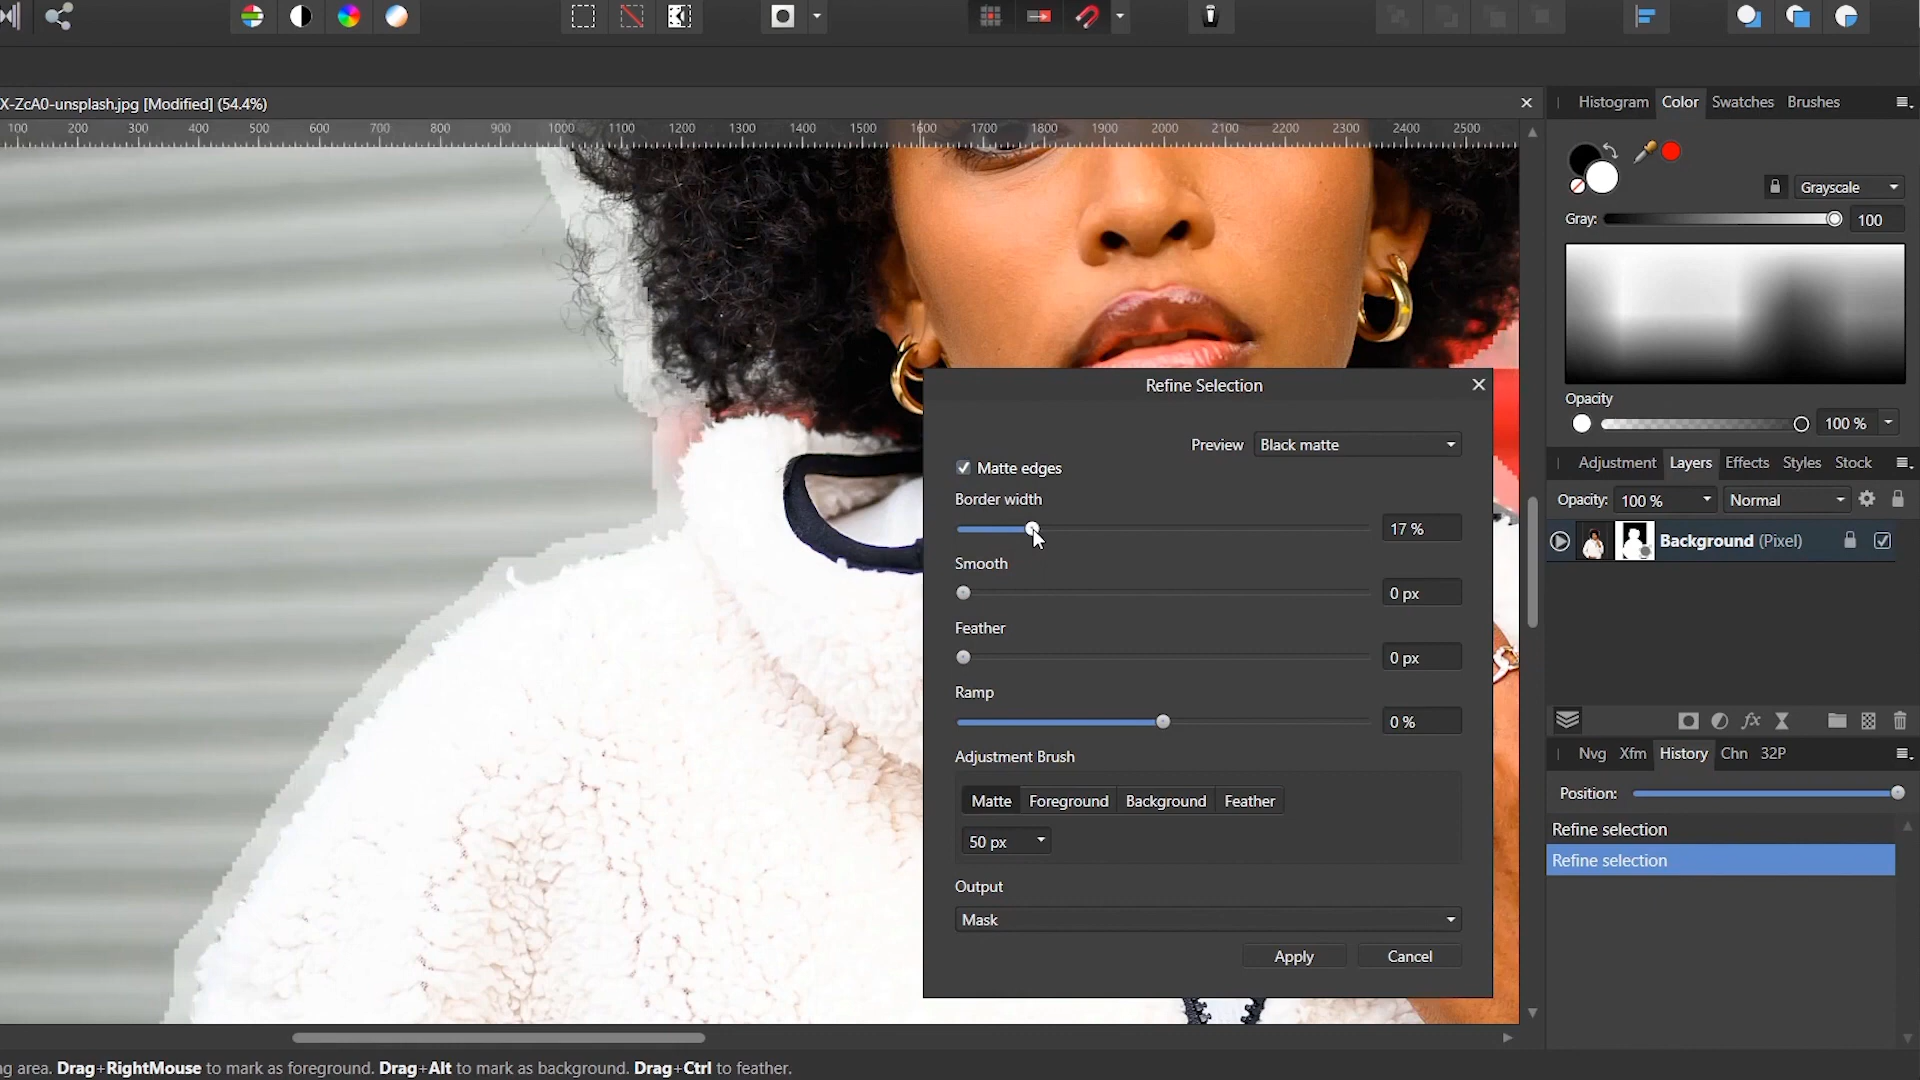 X-ZcA0-unsplash.jpg [Modified] (54.4%)
100 200 300 400 500 600 700 800 900 1000 1100 1200 1300 1400 1500 1600 1700 1800 1900 2000 2100 2200 2300 2400 2500
Histogram Color Swatches Brushes
Grayscale
Gray: 100
Opacity
100 %
Adjustment Layers Effects Styles Stock
Opacity: 100 % Normal
Background (Pixel)
fx
Nvg Xfm History Chn 32P
Position:
Refine selection
Refine selection
Refine Selection
Preview Black matte
Matte edges
Border width
17 %
Smooth
0 px
Feather
0 px
Ramp
0 %
Adjustment Brush
Matte Foreground Background Feather
50 px
Output
Mask
Apply Cancel
g area. Drag+RightMouse to mark as foreground. Drag+Alt to mark as background. Drag+Ctrl to feather.